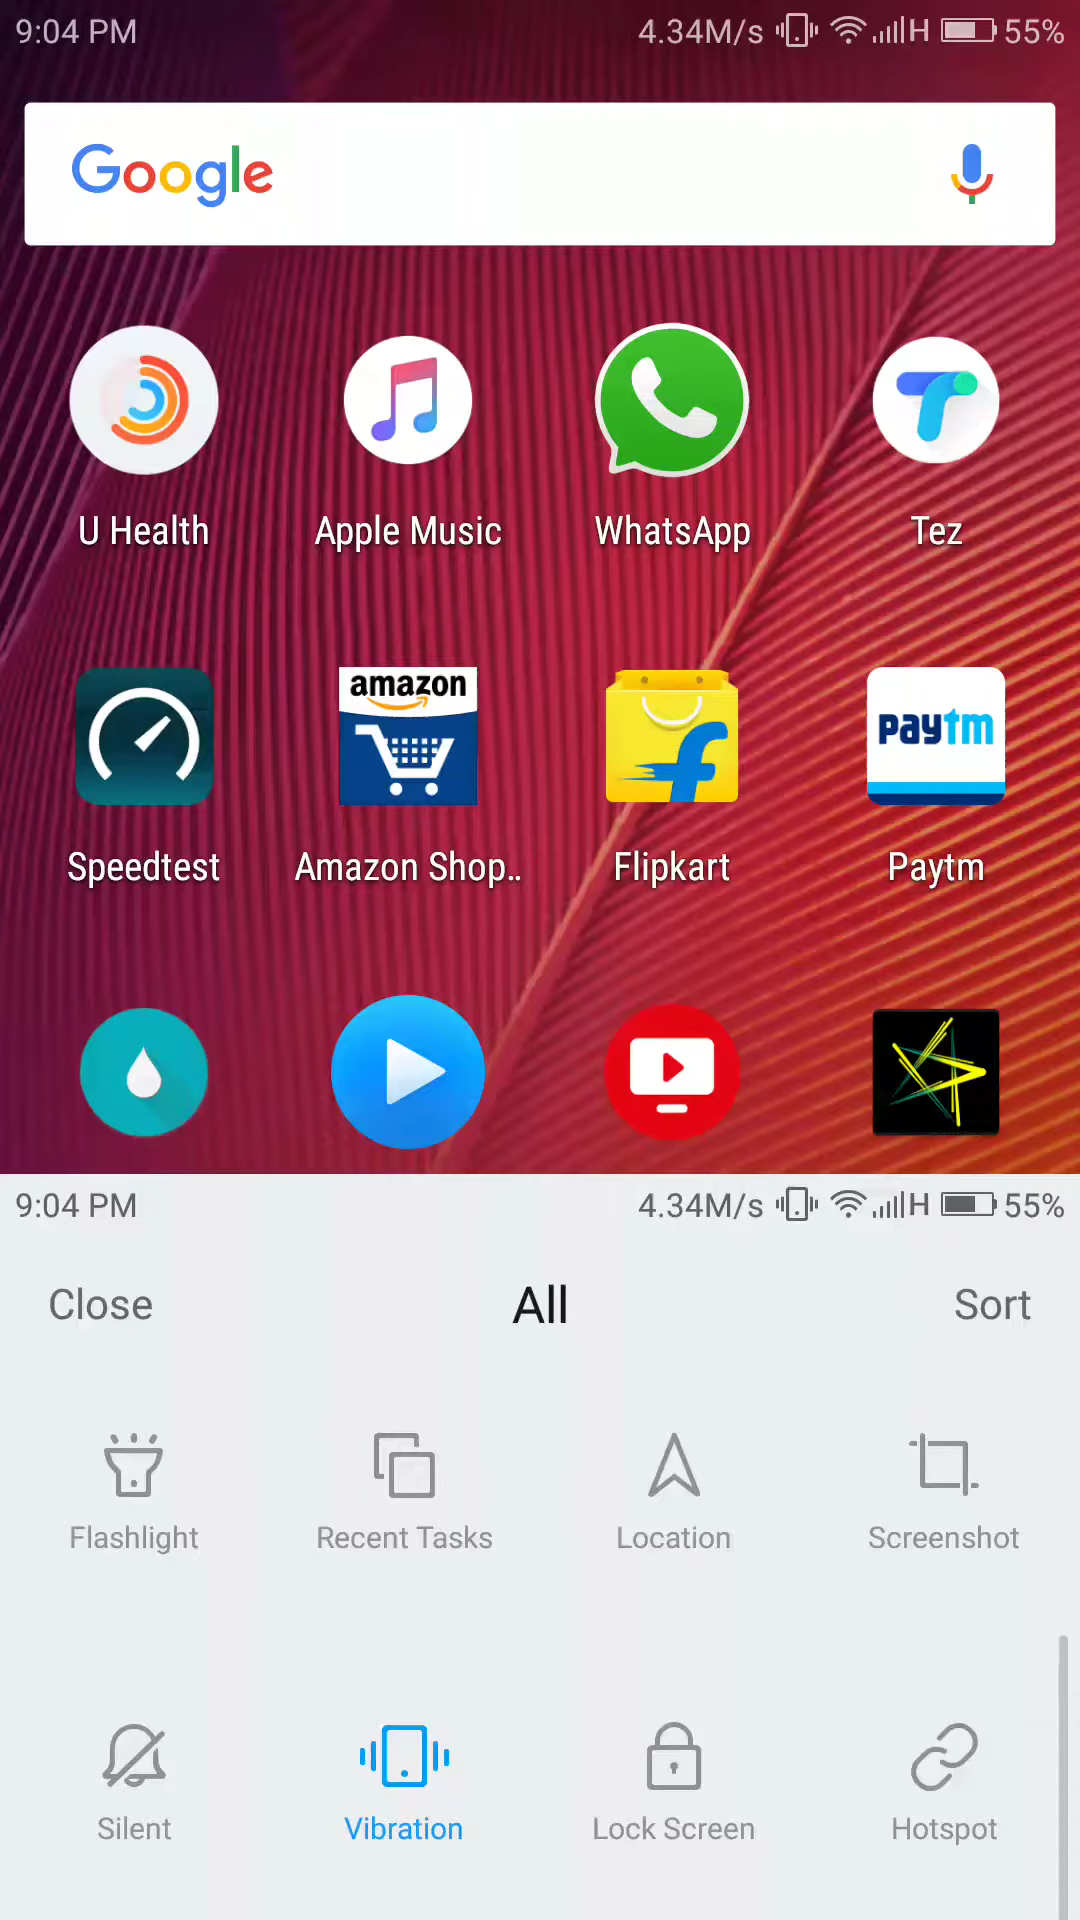 9:04 PM 4.34M/s H 55%
Google
U Health Apple Music WhatsApp Tez
amazon
paytm
Speedtest Amazon Shop.. Flipkart Paytm
9:04 PM 4.34M/s H 55%
Close All Sort
Flashlight Recent Tasks Location Screenshot
Silent Vibration Lock Screen Hotspot